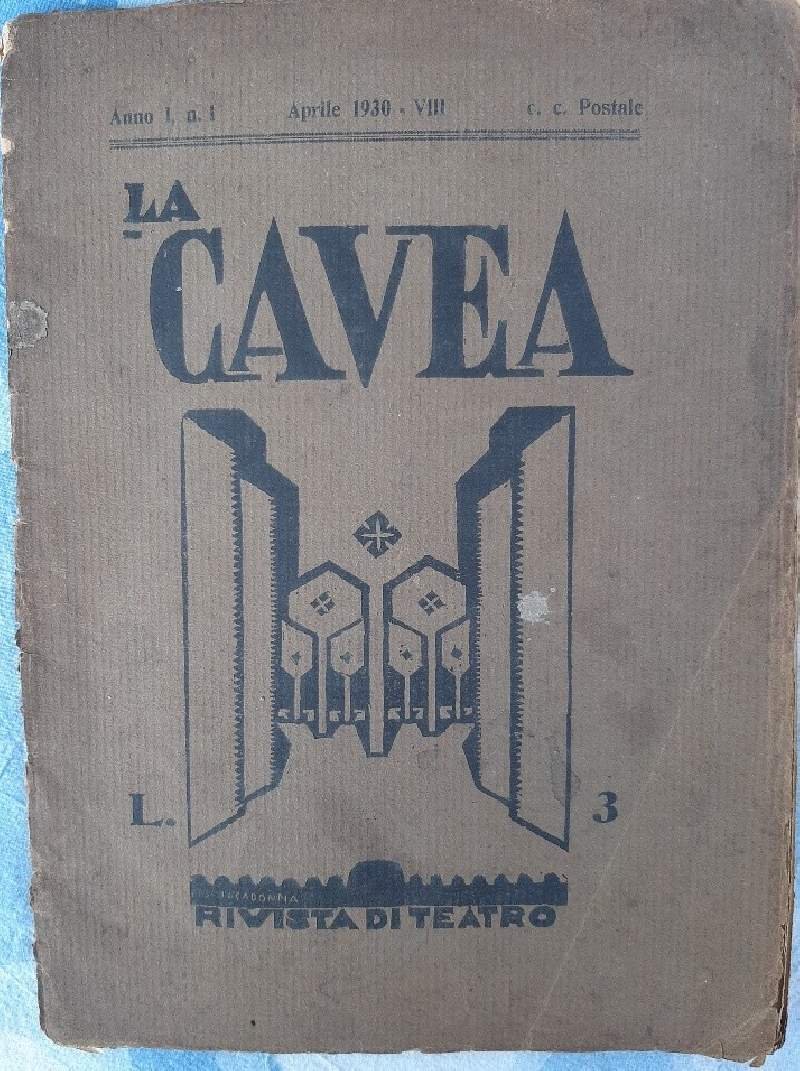 Anno I, n. 1 Aprile 1930 - VIII c. c. Postale
LA
CAVEA
L. 3
RIVISTA DI TEATRO